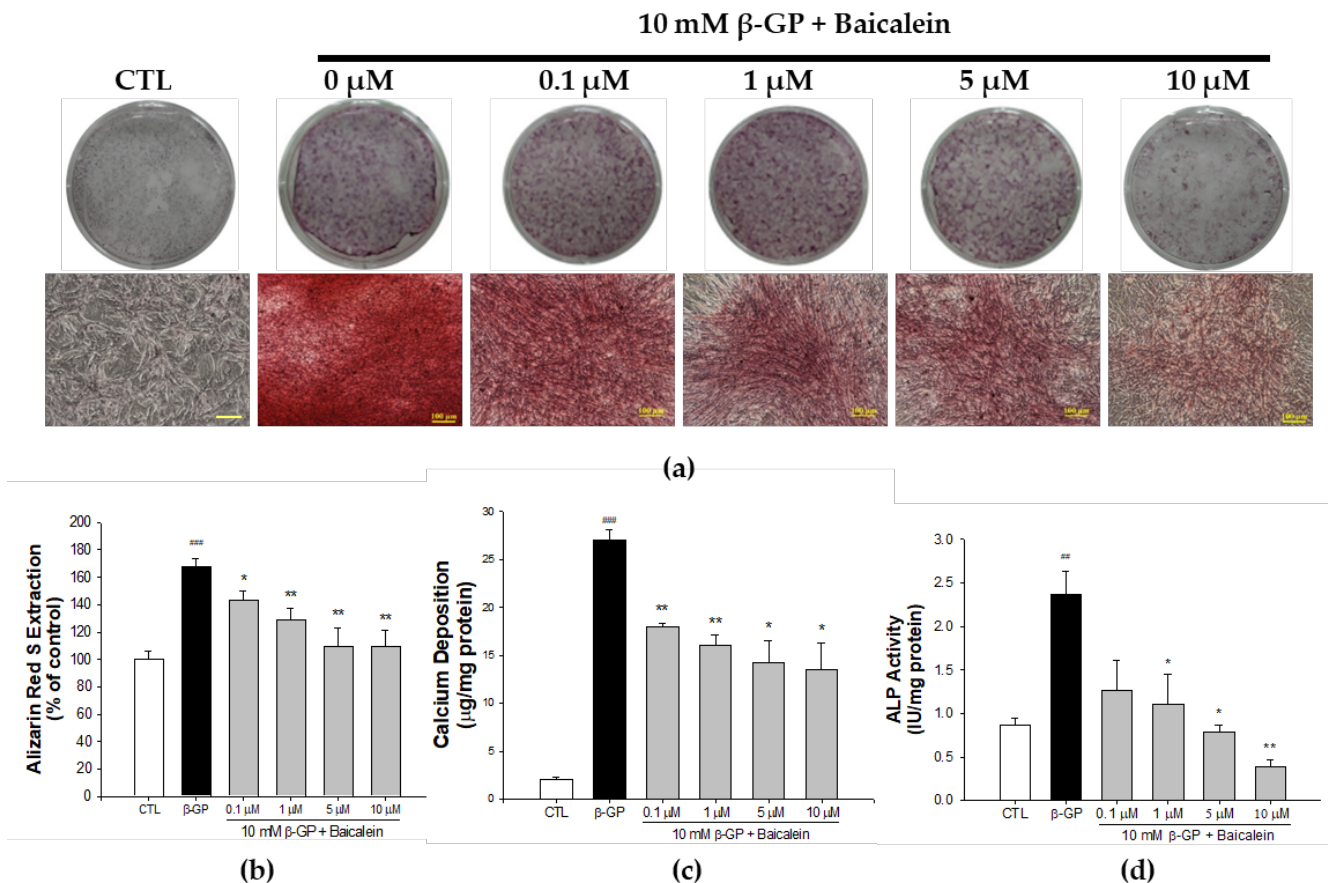 10 mM β-GP + Baicalein
CTL 0 μM 0.1 μM 1 μM 5 μM 10 μM
100 μm 100 μm 100 μm 100 μm 100 μm
(a)
Alizarin Red S Extraction
(% of control)
200
180
160
140
120
100
80
60
40
20
0
###
*
**
**
**
CTL β-GP 0.1 μM 1 μM 5 μM 10 μM
10 mM β-GP + Baicalein
(b)
Calcium Deposition
(μg/mg protein)
30
25
20
15
10
5
0
###
**
**
*
*
CTL β-GP 0.1 μM 1 μM 5 μM 10 μM
10 mM β-GP + Baicalein
(c)
ALP Activity
(IU/mg protein)
3.0
2.5
2.0
1.5
1.0
0.5
0.0
##
*
*
**
CTL β-GP 0.1 μM 1 μM 5 μM 10 μM
10 mM β-GP + Baicalein
(d)